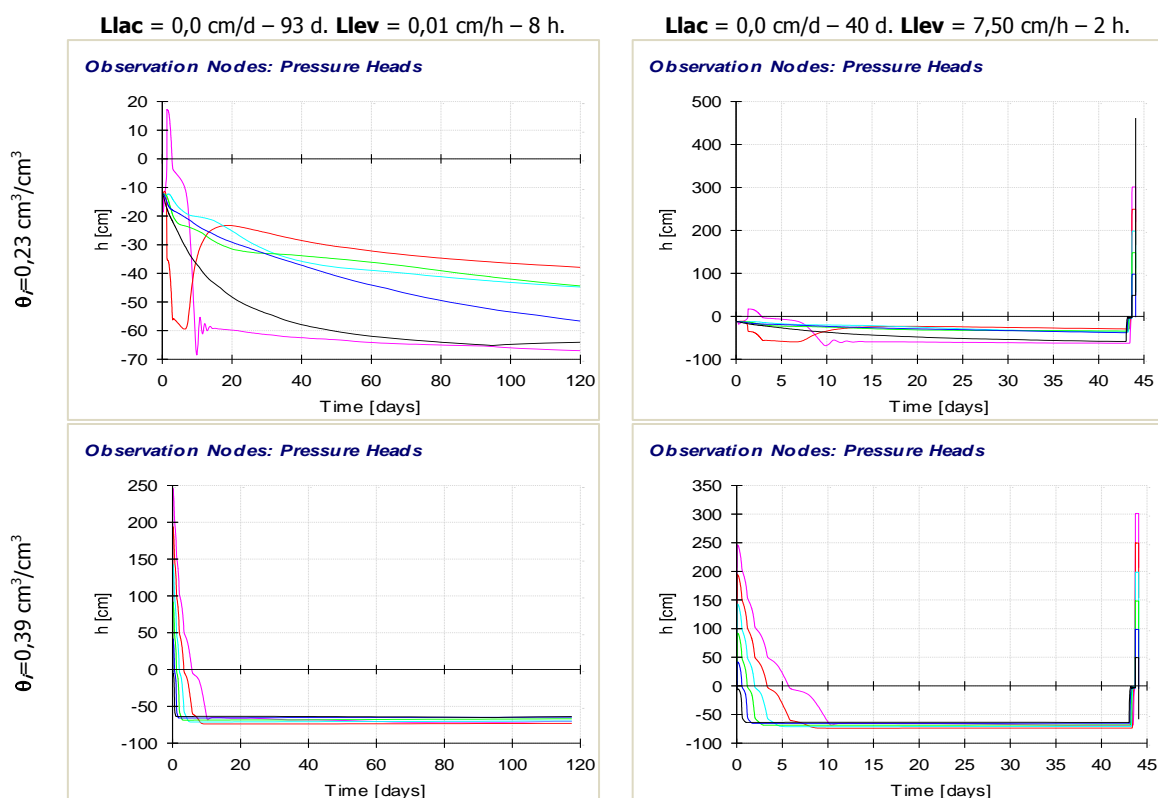 Llac = 0,0 cm/d – 93 d. Llev = 0,01 cm/h – 8 h.
Llac = 0,0 cm/d – 40 d. Llev = 7,50 cm/h – 2 h.
θi=0,23 cm³/cm³
Observation Nodes: Pressure Heads
20
10
0
-10
-20
-30
-40
-50
-60
-70
h [cm]
0 20 40 60 80 100 120
Time [days]
Observation Nodes: Pressure Heads
500
400
300
200
100
0
-100
h [cm]
0 5 10 15 20 25 30 35 40 45
Time [days]
θi=0,39 cm³/cm³
Observation Nodes: Pressure Heads
250
200
150
100
50
0
-50
-100
h [cm]
0 20 40 60 80 100 120
Time [days]
Observation Nodes: Pressure Heads
350
300
250
200
150
100
50
0
-50
-100
h [cm]
0 5 10 15 20 25 30 35 40 45
Time [days]